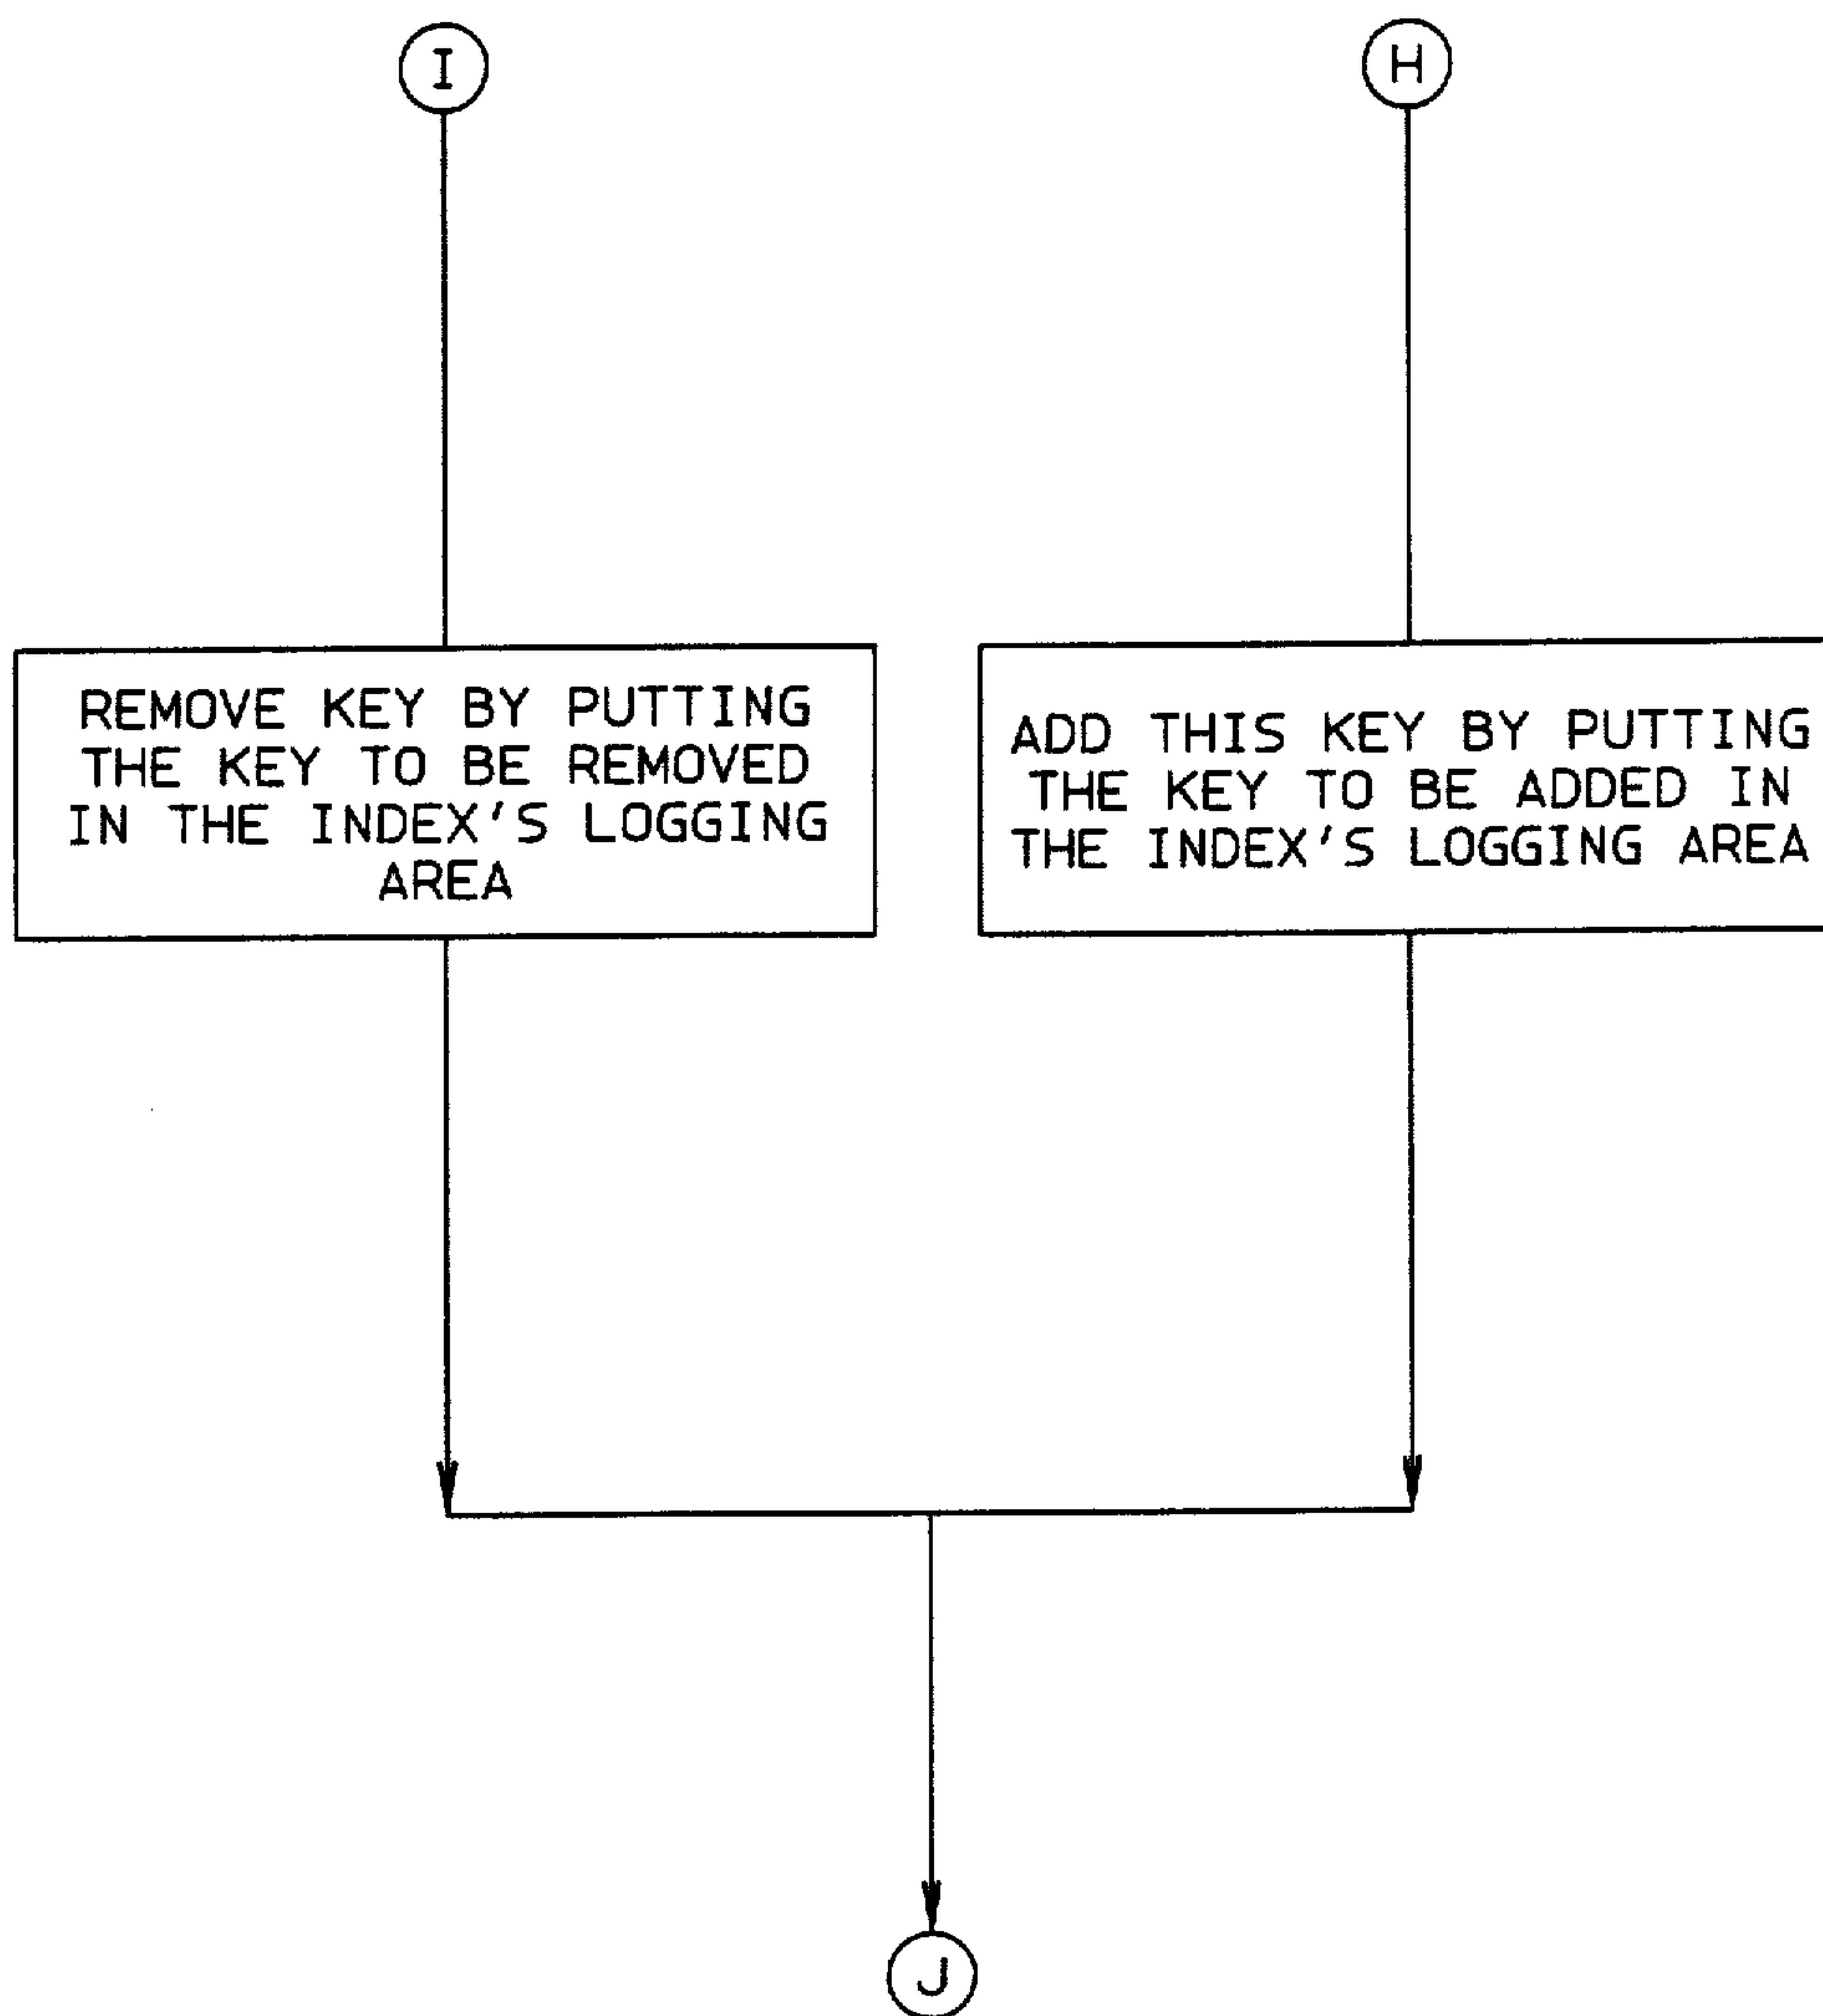 I
H
REMOVE KEY BY PUTTING
THE KEY TO BE REMOVED
IN THE INDEX'S LOGGING
AREA
ADD THIS KEY BY PUTTING
THE KEY TO BE ADDED IN
THE INDEX'S LOGGING AREA
J